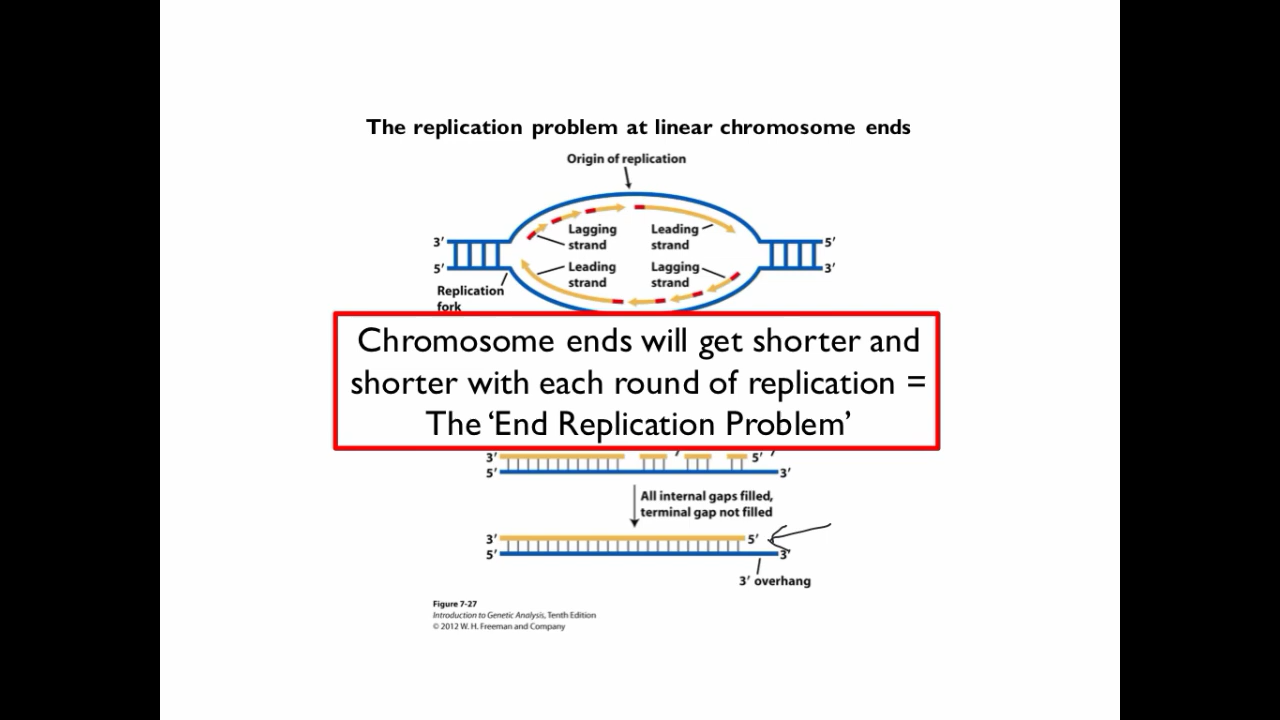 The replication problem at linear chromosome ends
Origin of replication
Lagging
strand
Leading
strand
3′
5′
5′
3′
Leading
strand
Lagging
strand
Replication
fork
Chromosome ends will get shorter and
shorter with each round of replication =
The ‘End Replication Problem’
3′
5′
5′
3′
All internal gaps filled,
terminal gap not filled
3′
5′
5′
3′
3′ overhang
Figure 7-27
Introduction to Genetic Analysis, Tenth Edition
© 2012 W. H. Freeman and Company